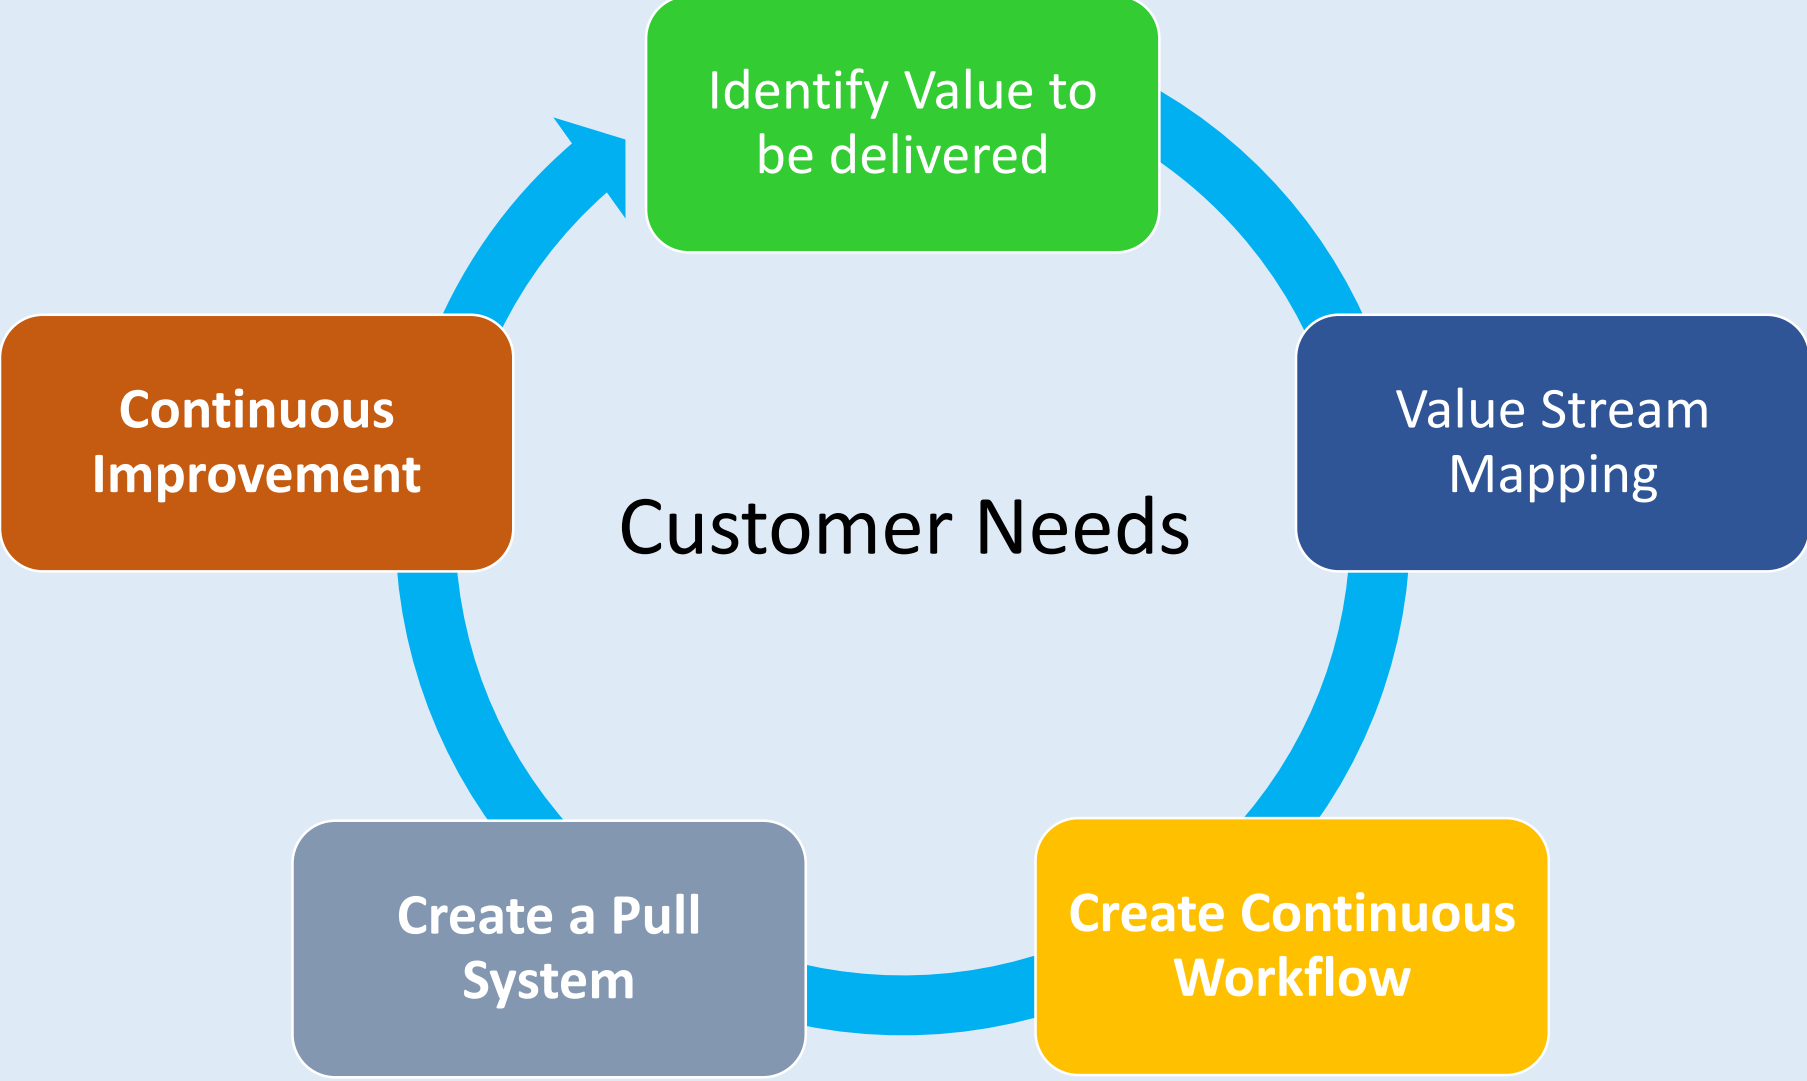 Identify Value to
be delivered
Value Stream
Mapping
Create Continuous
Workflow
Create a Pull
System
Continuous
Improvement
Customer Needs